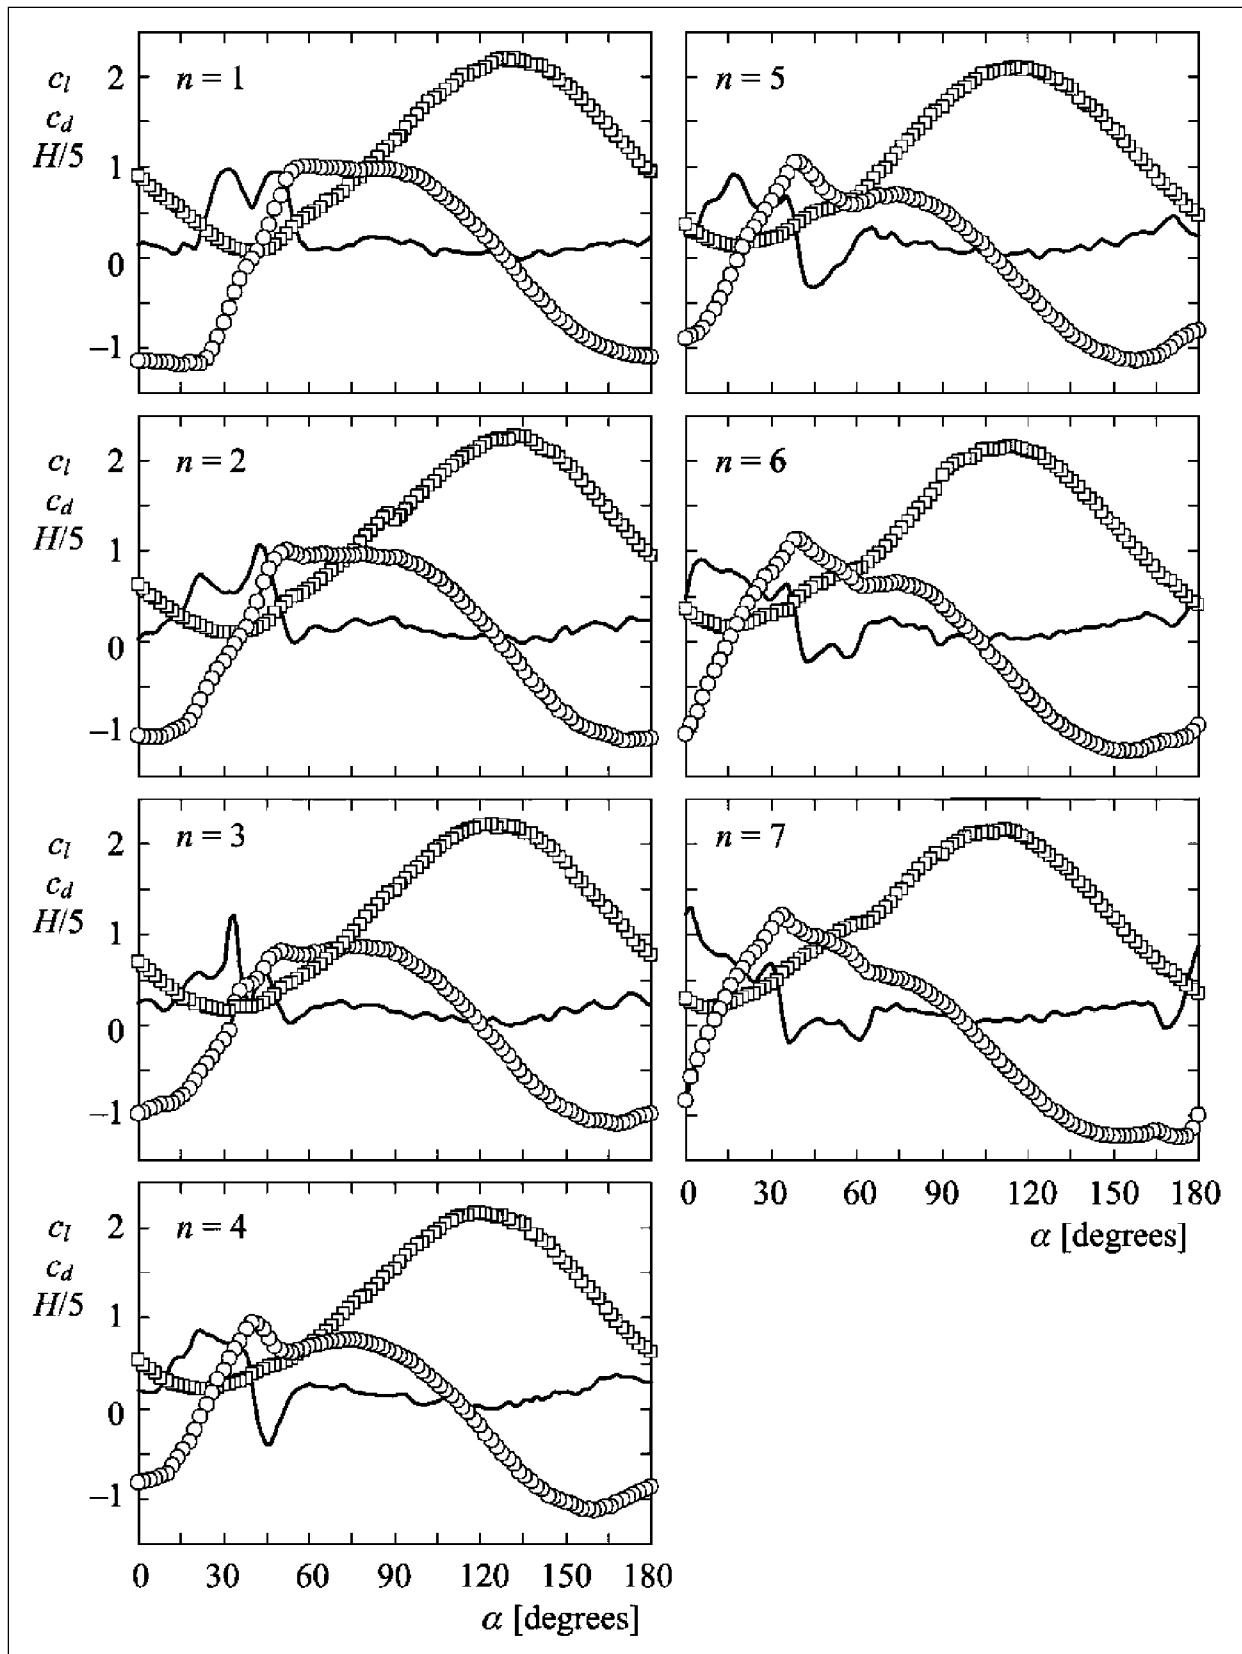 n = 1
c_l
c_d
H/5
2
1
0
−1
n = 5
n = 2
c_l
c_d
H/5
2
1
0
−1
n = 6
n = 3
c_l
c_d
H/5
2
1
0
−1
n = 7
0 30 60 90 120 150 180
α [degrees]
n = 4
c_l
c_d
H/5
2
1
0
−1
0 30 60 90 120 150 180
α [degrees]